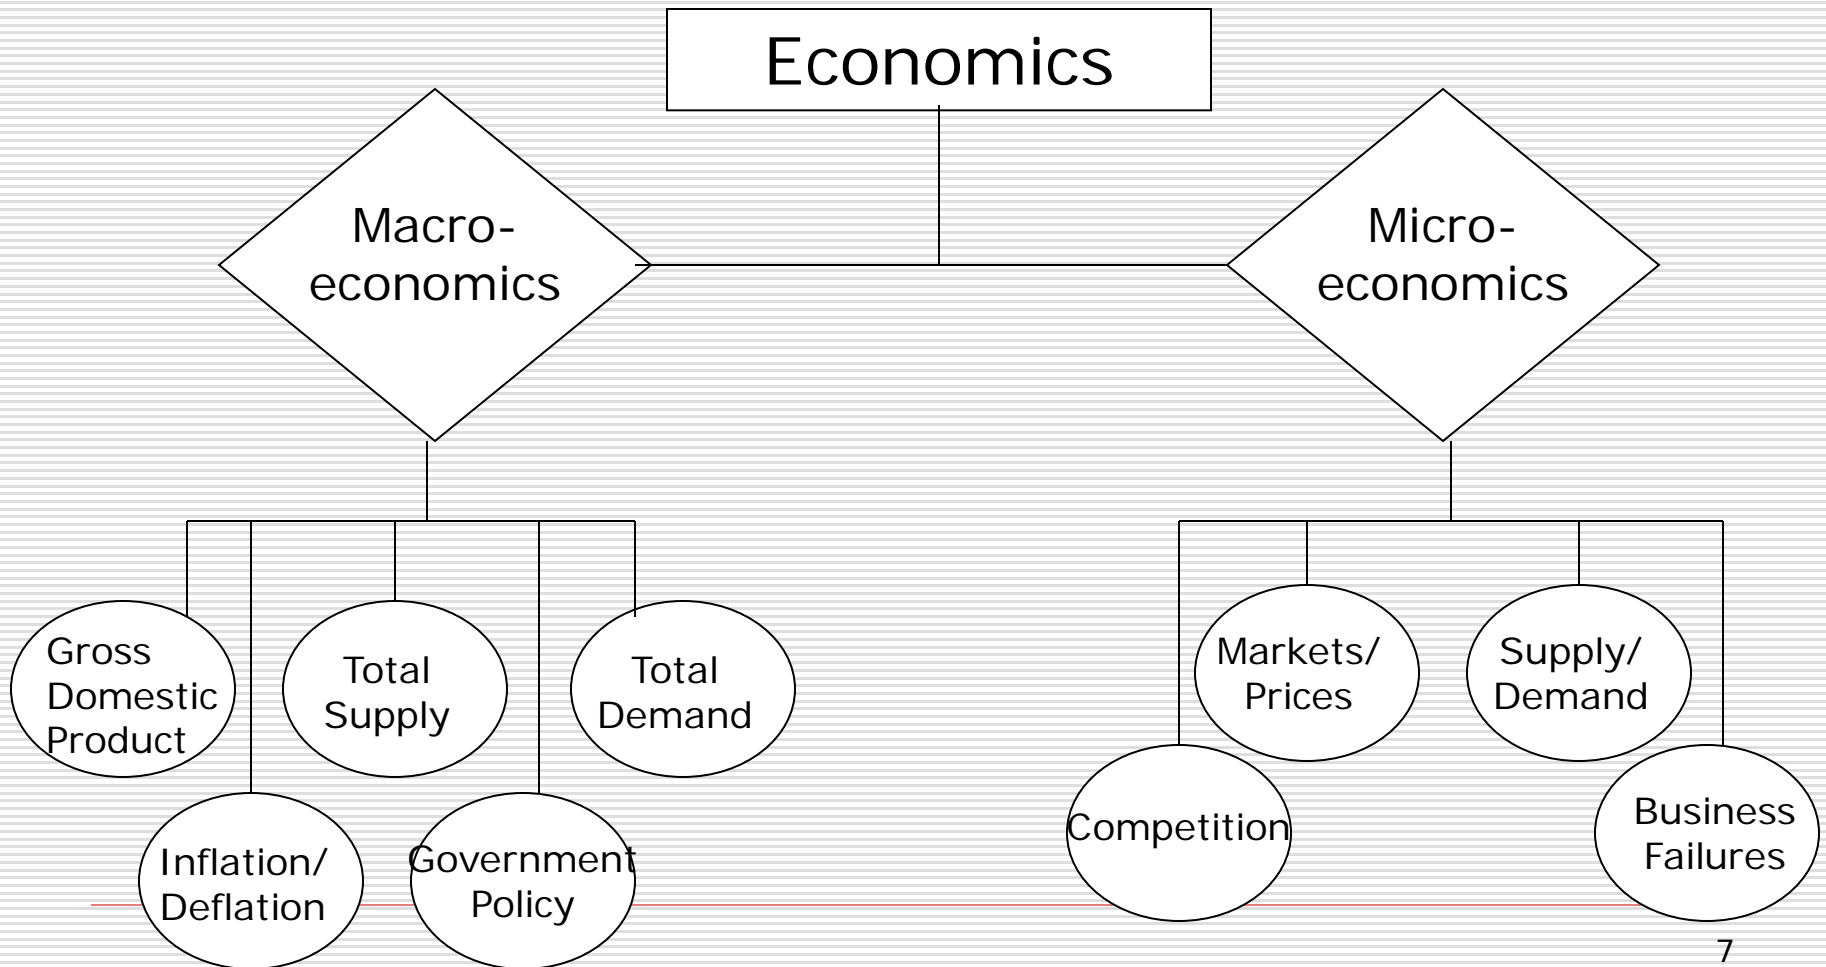 Economics
Macro-
economics
Micro-
economics
Gross
Domestic
Product
Total
Supply
Total
Demand
Markets/
Prices
Supply/
Demand
Inflation/
Deflation
Government
Policy
Competition
Business
Failures
7